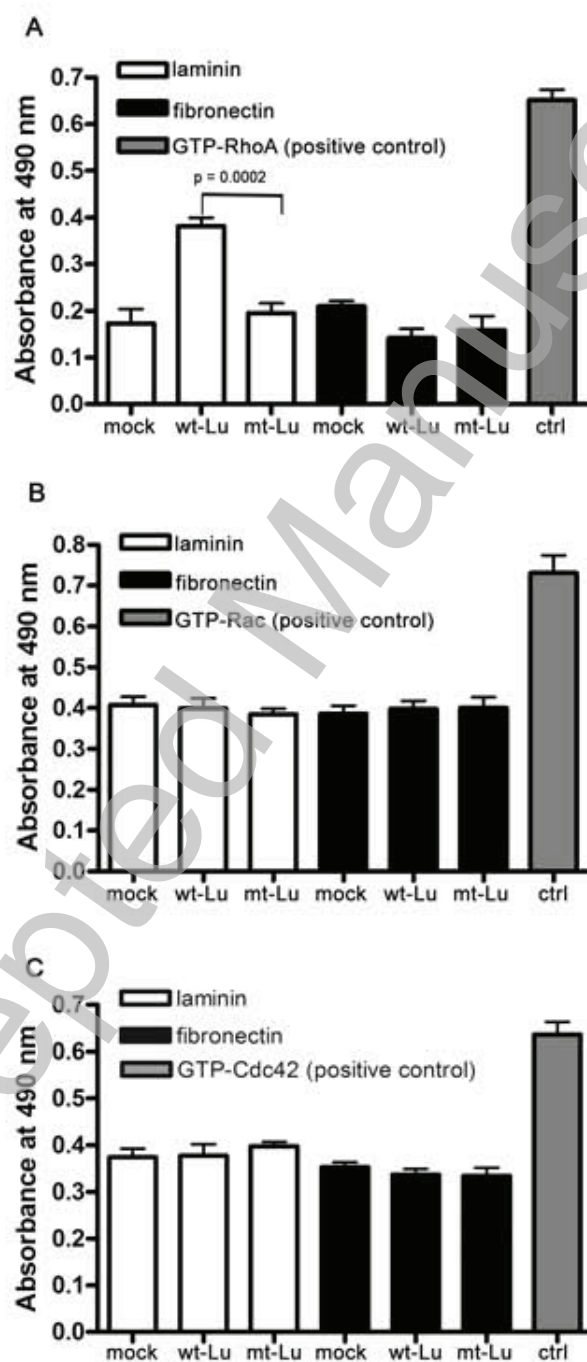 A
0.7
0.6
0.5
0.4
0.3
0.2
0.1
0.0
Absorbance at 490 nm
laminin
fibronectin
GTP-RhoA (positive control)
p = 0.0002
mock wt-Lu mt-Lu mock wt-Lu mt-Lu ctrl
B
0.8
0.7
0.6
0.5
0.4
0.3
0.2
0.1
0.0
Absorbance at 490 nm
laminin
fibronectin
GTP-Rac (positive control)
mock wt-Lu mt-Lu mock wt-Lu mt-Lu ctrl
C
0.7
0.6
0.5
0.4
0.3
0.2
0.1
0.0
Absorbance at 490 nm
laminin
fibronectin
GTP-Cdc42 (positive control)
mock wt-Lu mt-Lu mock wt-Lu mt-Lu ctrl
epted Manus